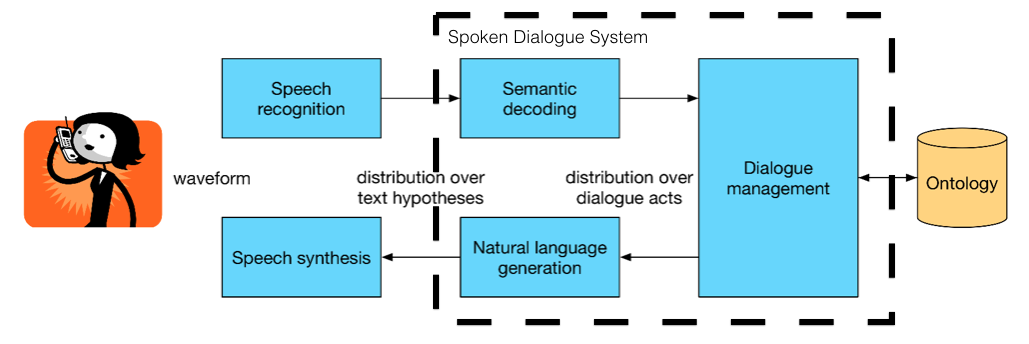 Spoken Dialogue System
Speech
recognition
Semantic
decoding
Dialogue
management
Ontology
waveform
distribution over
text hypotheses
distribution over
dialogue acts
Speech synthesis
Natural language
generation